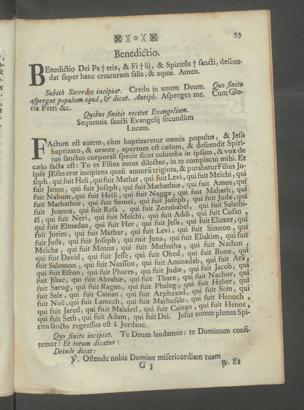 53
Benedictio.
Benedictio Dei Pa † tris, & Fi † lij, & Spiritûs † sancti, descen-
dat super hanc creaturam salis, & aquæ. Amen.
Subitò Sacerdos incipiat. Credo in unum Deum. Quo finito
aspergat populum aquâ, & dicat. Antiph. Asperges me. Cum Glo-
ria Patri &c.
Quibus finitis recitet Evangelium.
Sequentia sancti Evangelij secundùm
Lucam.
FActum est autem, cùm baptizaretur omnis populus, & Jesu
baptizato, & orante, apertum est cælum, & descendit Spiri-
tus sanctus corporali specie sicut columba in ipsum, & vox de
cælo facta est: Tu es Filius meus dilectus, in te complacui mihi. Et
ipse JEsus erat incipiens quasi annorũ triginta, & putabatur Filius Jo-
seph, qui fuit Heli, qui fuit Mathat, qui fuit Levi, qui fuit Melchi, qui
fuit Janne, qui fuit Joseph, qui fuit Mathathiæ, qui fuit Amos, qui
fuit Nahum, qui fuit Hesli, qui fuit Nagge, qui fuit Mahath, qui
fuit Mathathiæ, qui fuit Semei, qui fuit Joseph, qui fuit Juda, qui
fuit Joanna, qui fuit Resa, qui fuit Zorobabel, qui fuit Salathi-
ël, qui fuit Neri, qui fuit Melchi, qui fuit Addi, qui fuit Cosan,
qui fuit Elmadan, qui fuit Her, qui fuit Jesu, qui fuit Eliezer, qui
fuit Jorim, qui fuit Mathat, qui fuit Levi, qui fuit Simeon, qui
fuit Juda, qui fuit Joseph, qui fuit Jona, qui fuit Eliakim, qui fuit
Melcha, qui fuit Menna, qui fuit Mathatha, qui fuit Nathan,
qui fuit David, qui fuit Jesse, qui fuit Obed, qui fuit Booz, qui
fuit Salomon, qui fuit Naasson, qui fuit Aminadab, qui fuit Ara,
qui fuit Esron, qui fuit Phares, qui fuit Judæ, qui fuit Jacob, qui
fuit Isaac, qui fuit Abrahæ, qui fuit Thare, qui fuit Nachor, qui
fuit Sarug, qui fuit Ragau, qui fuit Phaleg, qui fuit Heber, qui
fuit Sale, qui fuit Cainan, qui fuit Arphaxad, qui fuit Sem, qui
fuit Noë, qui fuit Lamech, qui fuit Mathusale, qui fuit Henoch,
qui fuit Jared, qui fuit Malaleel, qui fuit Cainan, qui fuit Henos,
qui fuit Seth, qui fuit Adam, qui fuit Dei. Jesus autem plenus Spi-
ritu sancto regressus est à Jordane.
Quo finito incipiat. Te Deum laudamus: te Dominum confi-
temur: Et totum dicatur:
Deinde dicat:
℣. Ostende nobis Domine misericordiam tuam
G 3 ℟. Et